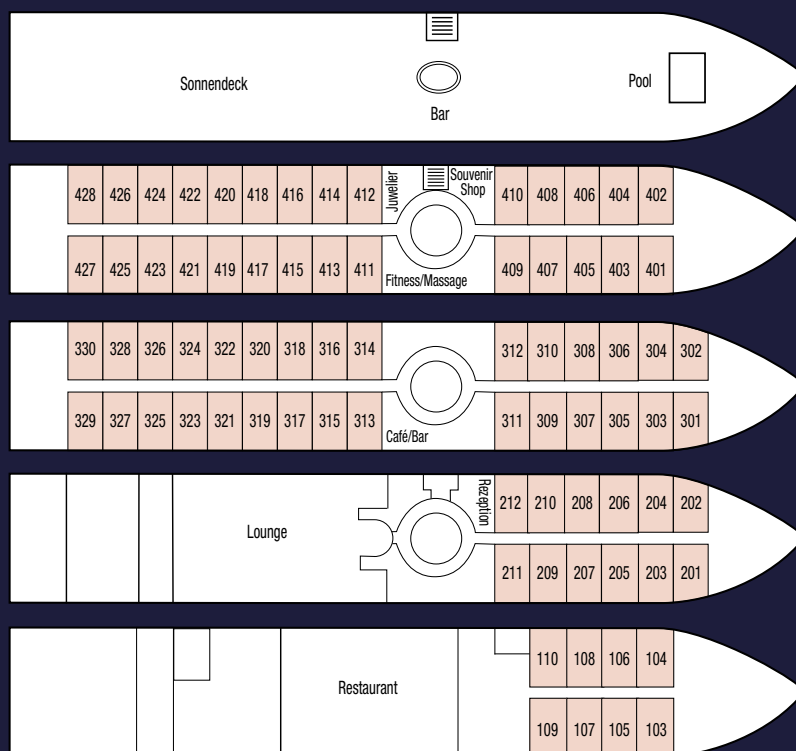 Sonnendeck
Bar
Pool
428 426 424 422 420 418 416 414 412
Juwelier
Souvenir
Shop
410 408 406 404 402
427 425 423 421 419 417 415 413 411
Fitness/Massage
409 407 405 403 401
330 328 326 324 322 320 318 316 314
312 310 308 306 304 302
329 327 325 323 321 319 317 315 313
Café/Bar
311 309 307 305 303 301
Lounge
Rezeption
212 210 208 206 204 202
211 209 207 205 203 201
Restaurant
110 108 106 104
109 107 105 103